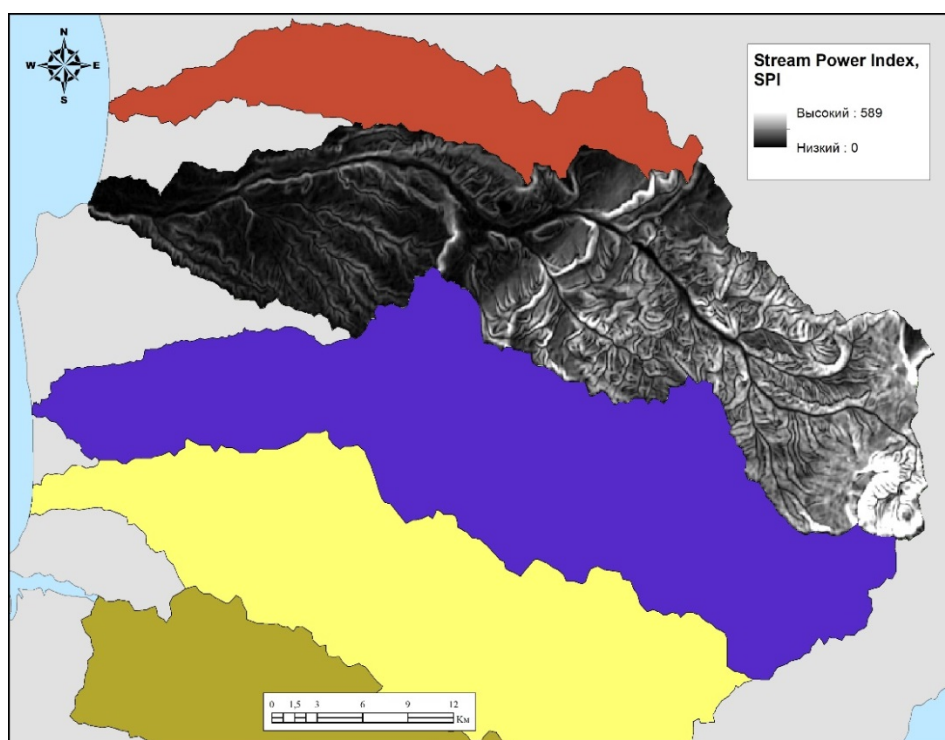 N
W E
S
Stream Power Index,
SPI
Высокий : 589
Низкий : 0
0 1,5 3 6 9 12
Км